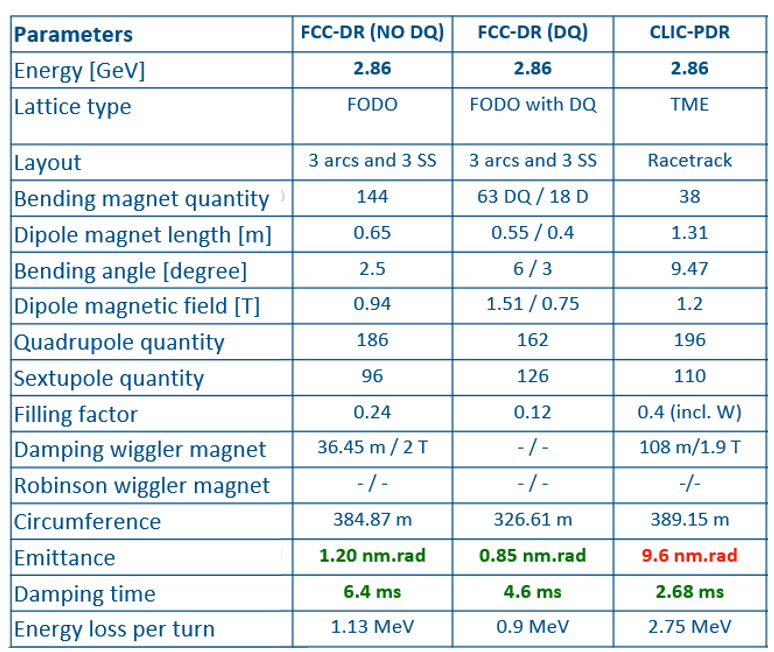 Parameters FCC-DR (NO DQ) FCC-DR (DQ) CLIC-PDR
Energy [GeV] 2.86 2.86 2.86
Lattice type FODO FODO with DQ TME
Layout 3 arcs and 3 SS 3 arcs and 3 SS Racetrack
Bending magnet quantity 144 63 DQ / 18 D 38
Dipole magnet length [m] 0.65 0.55 / 0.4 1.31
Bending angle [degree] 2.5 6 / 3 9.47
Dipole magnetic field [T] 0.94 1.51 / 0.75 1.2
Quadrupole quantity 186 162 196
Sextupole quantity 96 126 110
Filling factor 0.24 0.12 0.4 (incl. W)
Damping wiggler magnet 36.45 m / 2 T - / - 108 m/1.9 T
Robinson wiggler magnet - / - - / - -/-
Circumference 384.87 m 326.61 m 389.15 m
Emittance 1.20 nm.rad 0.85 nm.rad 9.6 nm.rad
Damping time 6.4 ms 4.6 ms 2.68 ms
Energy loss per turn 1.13 MeV 0.9 MeV 2.75 MeV